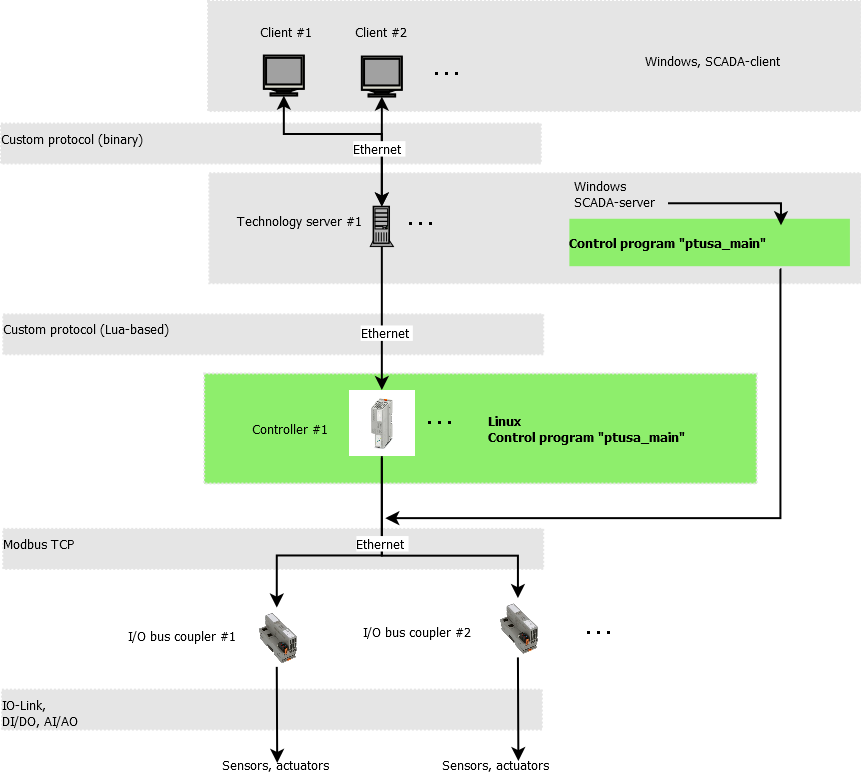 Client #1
Client #2
...
Windows, SCADA-client
Custom protocol (binary)
Ethernet
Windows
SCADA-server
Technology server #1
...
Control program "ptusa_main"
Custom protocol (Lua-based)
Ethernet
Controller #1
...
Linux
Control program "ptusa_main"
Modbus TCP
Ethernet
I/O bus coupler #1
I/O bus coupler #2
...
IO-Link,
DI/DO, AI/AO
Sensors, actuators
Sensors, actuators